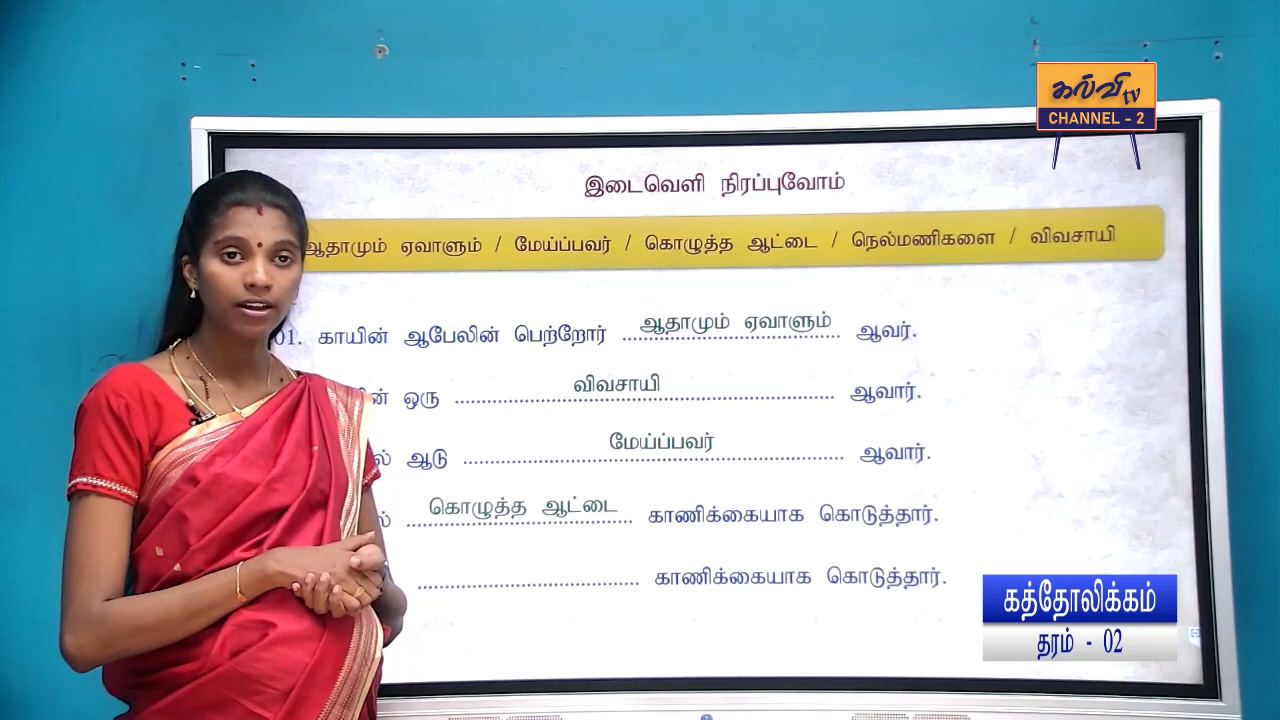 கல்வி tv
CHANNEL - 2
இடைவெளி நிரப்புவோம்
ஆதாமும் ஏவாளும் / மேய்ப்பவர் / கொழுத்த ஆட்டை / நெல்மணிகளை / விவசாயி
01. காயின் ஆபேலின் பெற்றோர் ஆதாமும் ஏவாளும் ஆவர்.
ஒரு விவசாயி ஆவார்.
ஆடு மேய்ப்பவர் ஆவார்.
கொழுத்த ஆட்டை காணிக்கையாக கொடுத்தார்.
.................... காணிக்கையாக கொடுத்தார்.
கத்தோலிக்கம்
தரம் - 02